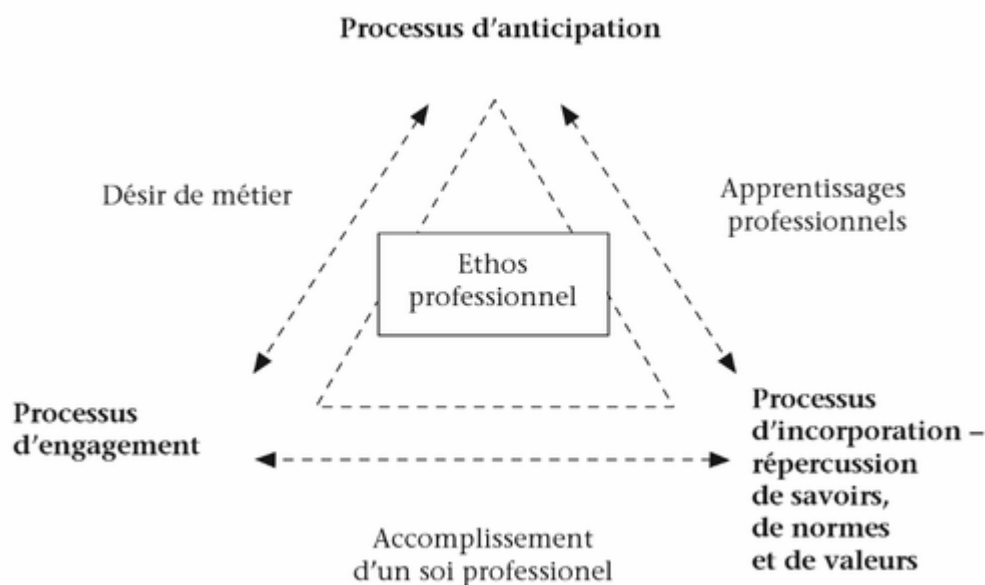 Processus d'anticipation
Désir de métier
Apprentissages
professionnels
Ethos
professionnel
Processus
d'engagement
Processus
d'incorporation –
répercussion
de savoirs,
de normes
et de valeurs
Accomplissement
d'un soi professionel